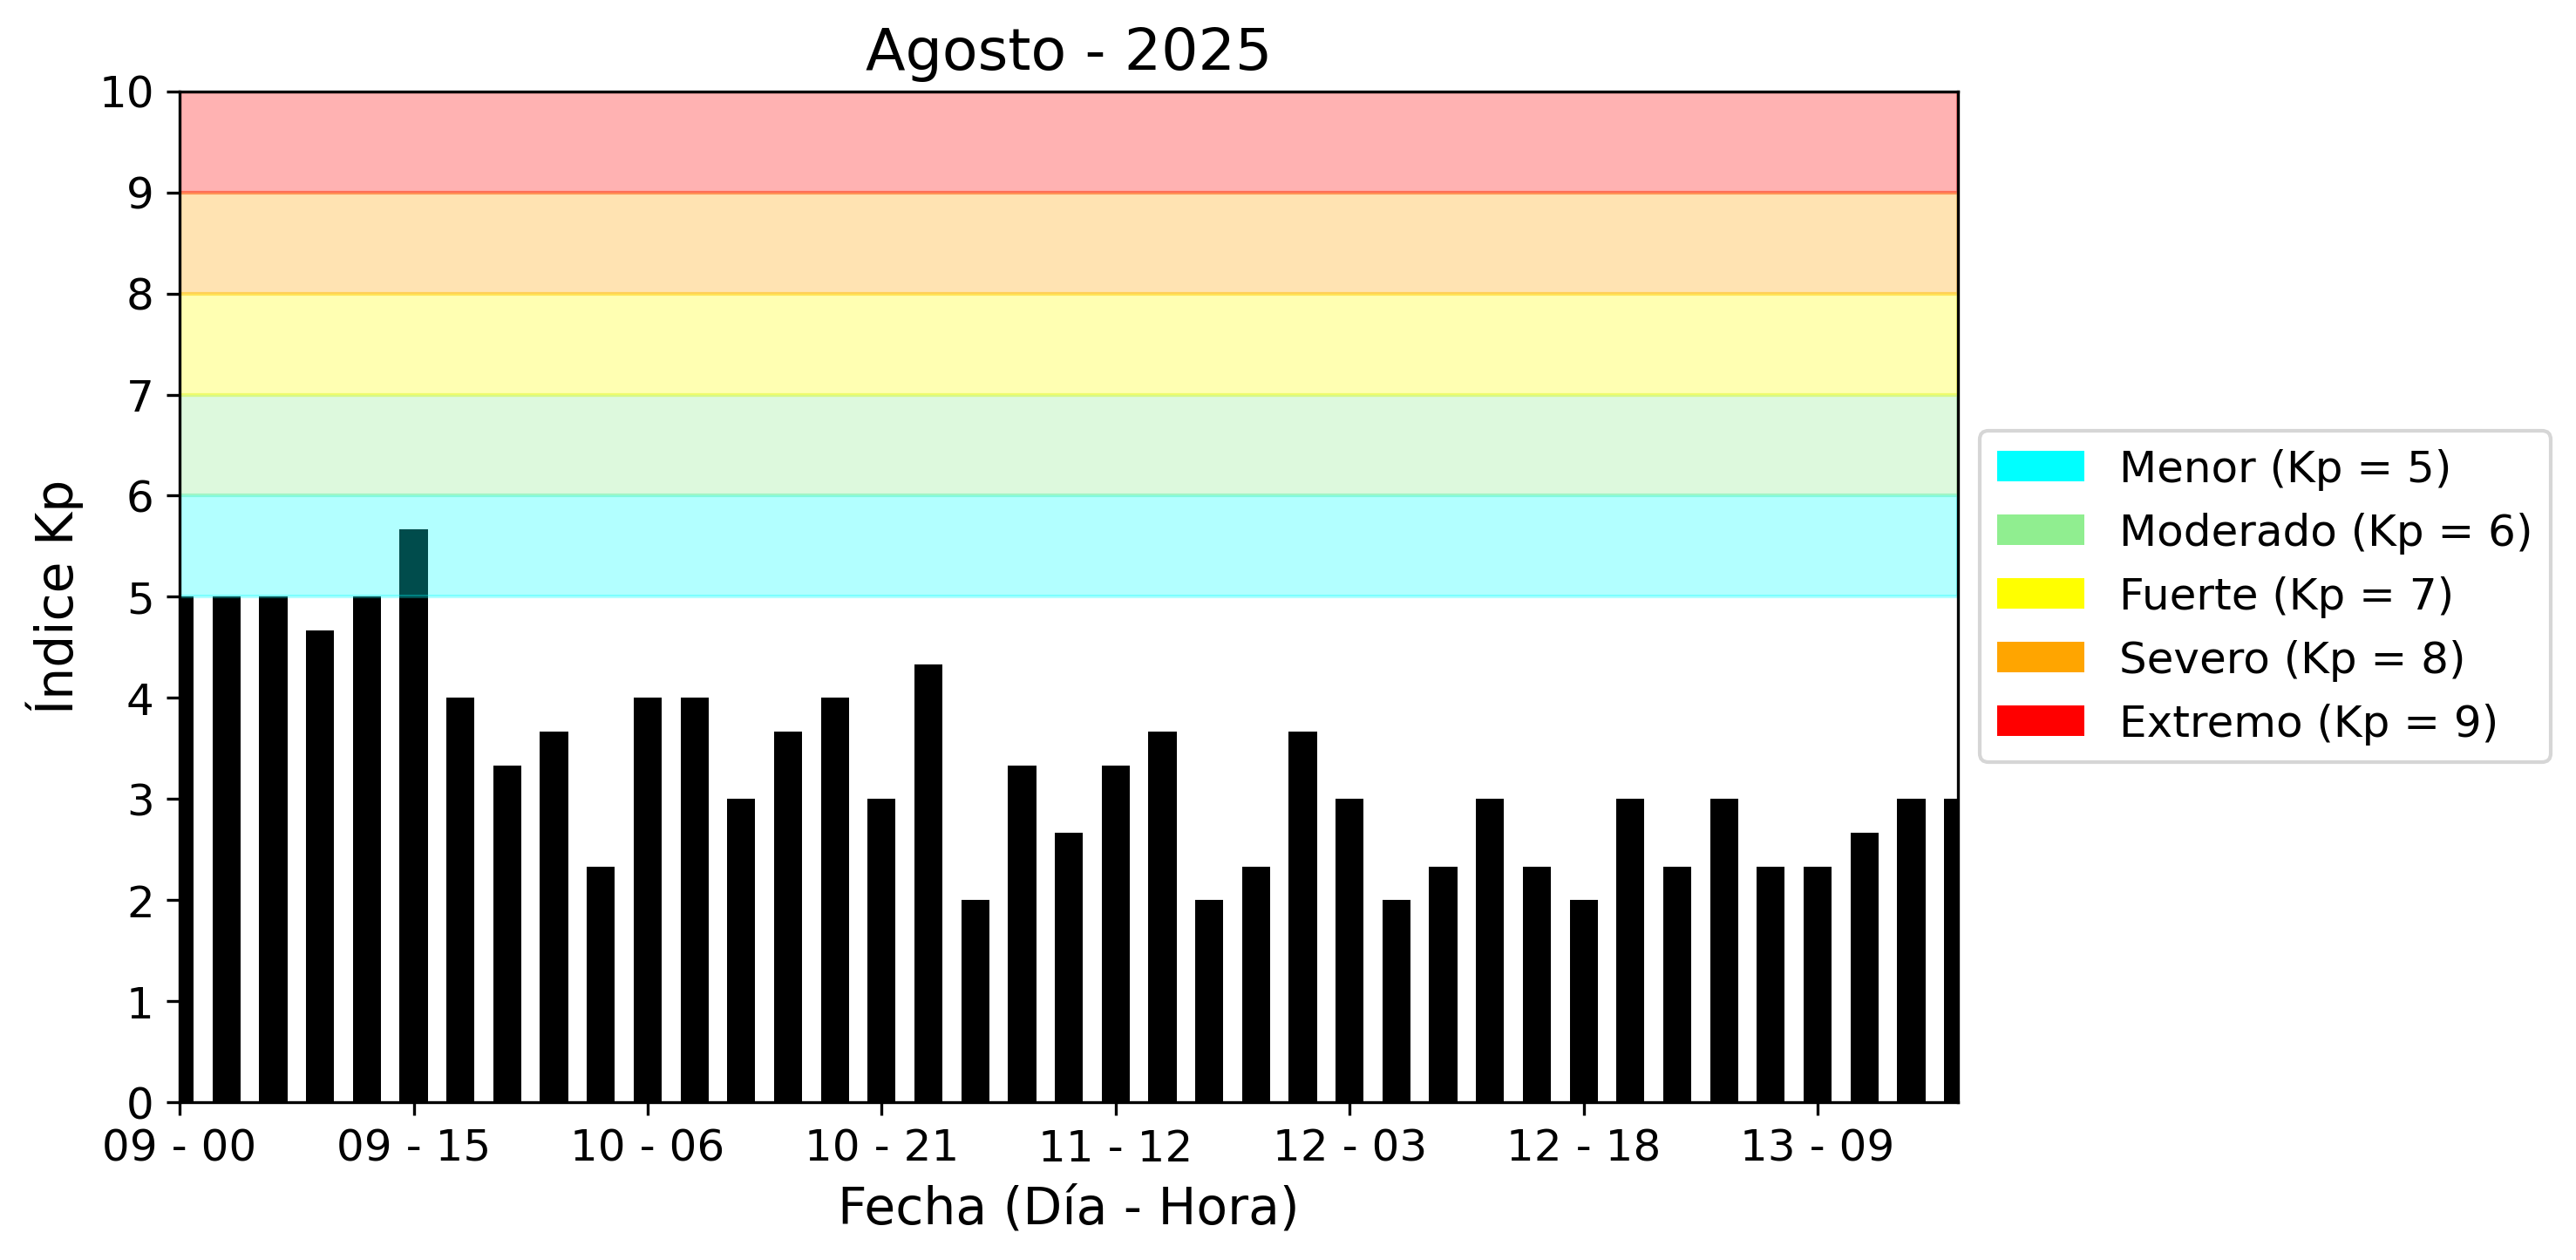 Agosto - 2025
10
9
8
7
6
5
4
3
2
1
0
Índice Kp
09 - 00
09 - 15
10 - 06
10 - 21
11 - 12
12 - 03
12 - 18
13 - 09
Fecha (Día - Hora)
Menor (Kp = 5)
Moderado (Kp = 6)
Fuerte (Kp = 7)
Severo (Kp = 8)
Extremo (Kp = 9)